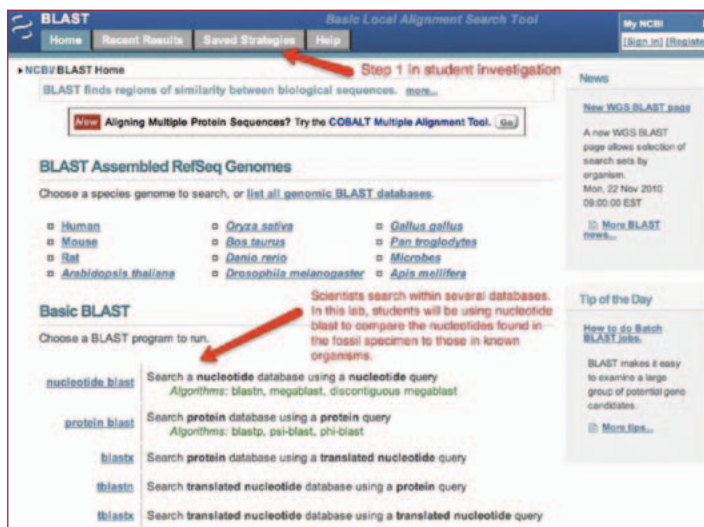 BLAST
Basic Local Alignment Search Tool
My NCBI
Home Recent Results Saved Strategies Help
[Sign In] [Registe
Step 1 in student investigation
NCBI/ BLAST Home
BLAST finds regions of similarity between biological sequences. more...
New Aligning Multiple Protein Sequences? Try the COBALT Multiple Alignment Tool. Go
BLAST Assembled RefSeq Genomes
Choose a species genome to search, or list all genomic BLAST databases.
Human
Mouse
Rat
Arabidopsis thaliana
Oryza sativa
Bos taurus
Danio rerio
Drosophila melanogaster
Gallus gallus
Pan troglodytes
Microbes
Apis mellifera
Basic BLAST
Choose a BLAST program to run.
Scientists search within several databases.
In this lab, students will be using nucleotide
blast to compare the nucleotides found in
the fossil specimen to those in known
organisms.
nucleotide blast Search a nucleotide database using a nucleotide query
Algorithms: blastn, megablast, discontiguous megablast
protein blast Search protein database using a protein query
Algorithms: blastp, psi-blast, phi-blast
blastx Search protein database using a translated nucleotide query
tblastn Search translated nucleotide database using a protein query
tblastx Search translated nucleotide database using a translated nucleotide query
News
New WGS BLAST page
A new WGS BLAST
page allows selection of
search sets by
organism.
Mon, 22 Nov 2010
09:00:00 EST
More BLAST
news...
Tip of the Day
How to do Batch
BLAST jobs.
BLAST makes it easy
to examine a large
group of potential gene
candidates.
More tips...